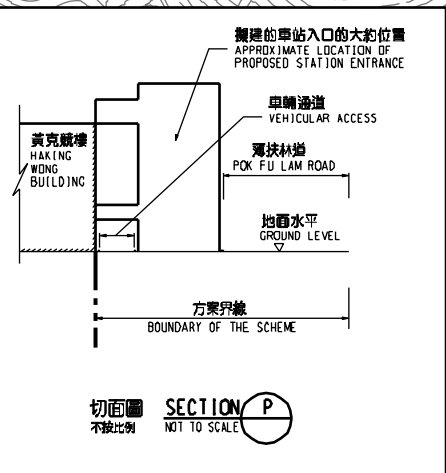 擬建的車站入口的大約位置
APPROXIMATE LOCATION OF
PROPOSED STATION ENTRANCE
車輛通道
VEHICULAR ACCESS
黃克競樓
HAKING
WONG
BUILDING
薄扶林道
POK FU LAM ROAD
地面水平
GROUND LEVEL
方案界線
BOUNDARY OF THE SCHEME
切面圖 SECTION P
不按比例 NOT TO SCALE